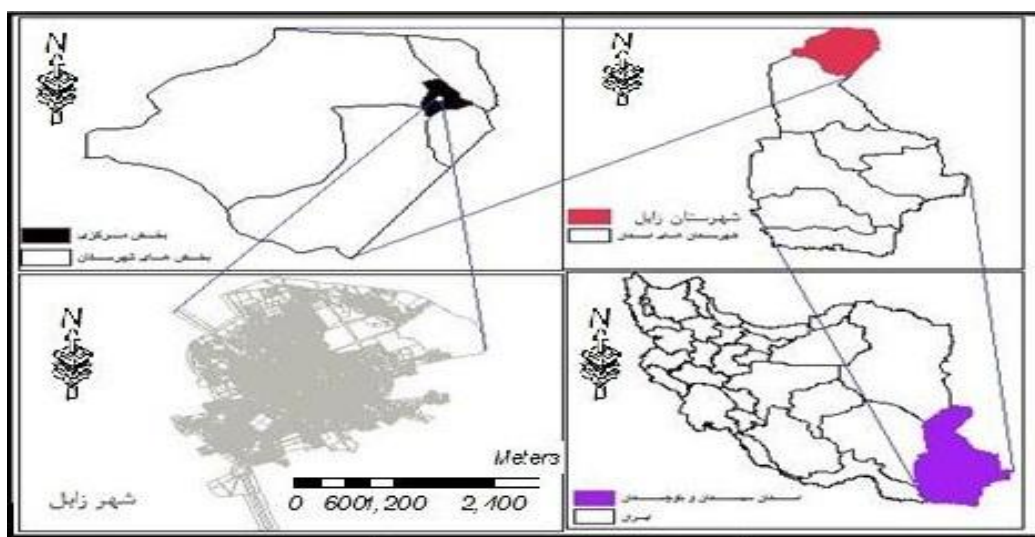 N
بخش مرکزی
بخش های شهرستان
N
شهرستان زابل
شهرستان های استان
N
شهر زابل
Meters
0 600 1,200 2,400
N
استان سیستان و بلوچستان